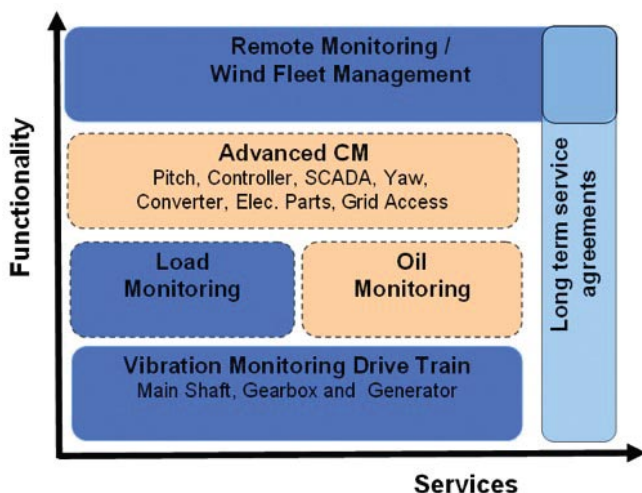 Remote Monitoring /
Wind Fleet Management
Advanced CM
Pitch, Controller, SCADA, Yaw,
Converter, Elec. Parts, Grid Access
Load
Monitoring
Oil
Monitoring
Vibration Monitoring Drive Train
Main Shaft, Gearbox and Generator
Long term service
agreements
Functionality
Services